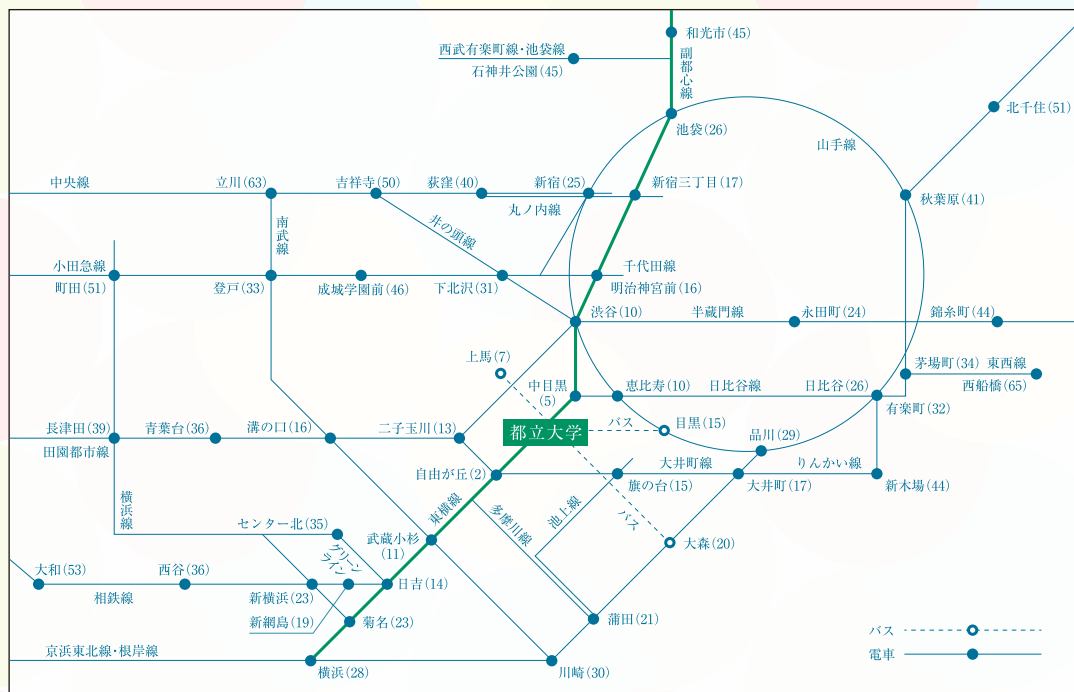 和光市(45)
西武有楽町線・池袋線
石神井公園(45)
副都心線
池袋(26)
北千住(51)
山手線
中央線
立川(63)
吉祥寺(50)
荻窪(40)
新宿(25)
新宿三丁目(17)
丸ノ内線
秋葉原(41)
南武線
井の頭線
小田急線
町田(51)
登戸(33)
成城学園前(46)
下北沢(31)
千代田線
明治神宮前(16)
渋谷(10)
半蔵門線
永田町(24)
錦糸町(44)
上馬(7)
中目黒
(5)
恵比寿(10)
日比谷線
日比谷(26)
茅場町(34)
東西線
西船橋(65)
有楽町(32)
都立大学
バス
目黒(15)
品川(29)
長津田(39)
田園都市線
青葉台(36)
溝の口(16)
二子玉川(13)
自由が丘(2)
大井町線
りんかい線
旗の台(15)
大井町(17)
新木場(44)
横浜線
センター北(35)
グリーン
ライン
武蔵小杉
(11)
東横線
多摩川線
池上線
バス
大森(20)
大和(53)
西谷(36)
相鉄線
新横浜(23)
日吉(14)
新綱島(19)
菊名(23)
蒲田(21)
京浜東北線・根岸線
横浜(28)
川崎(30)
バス
電車